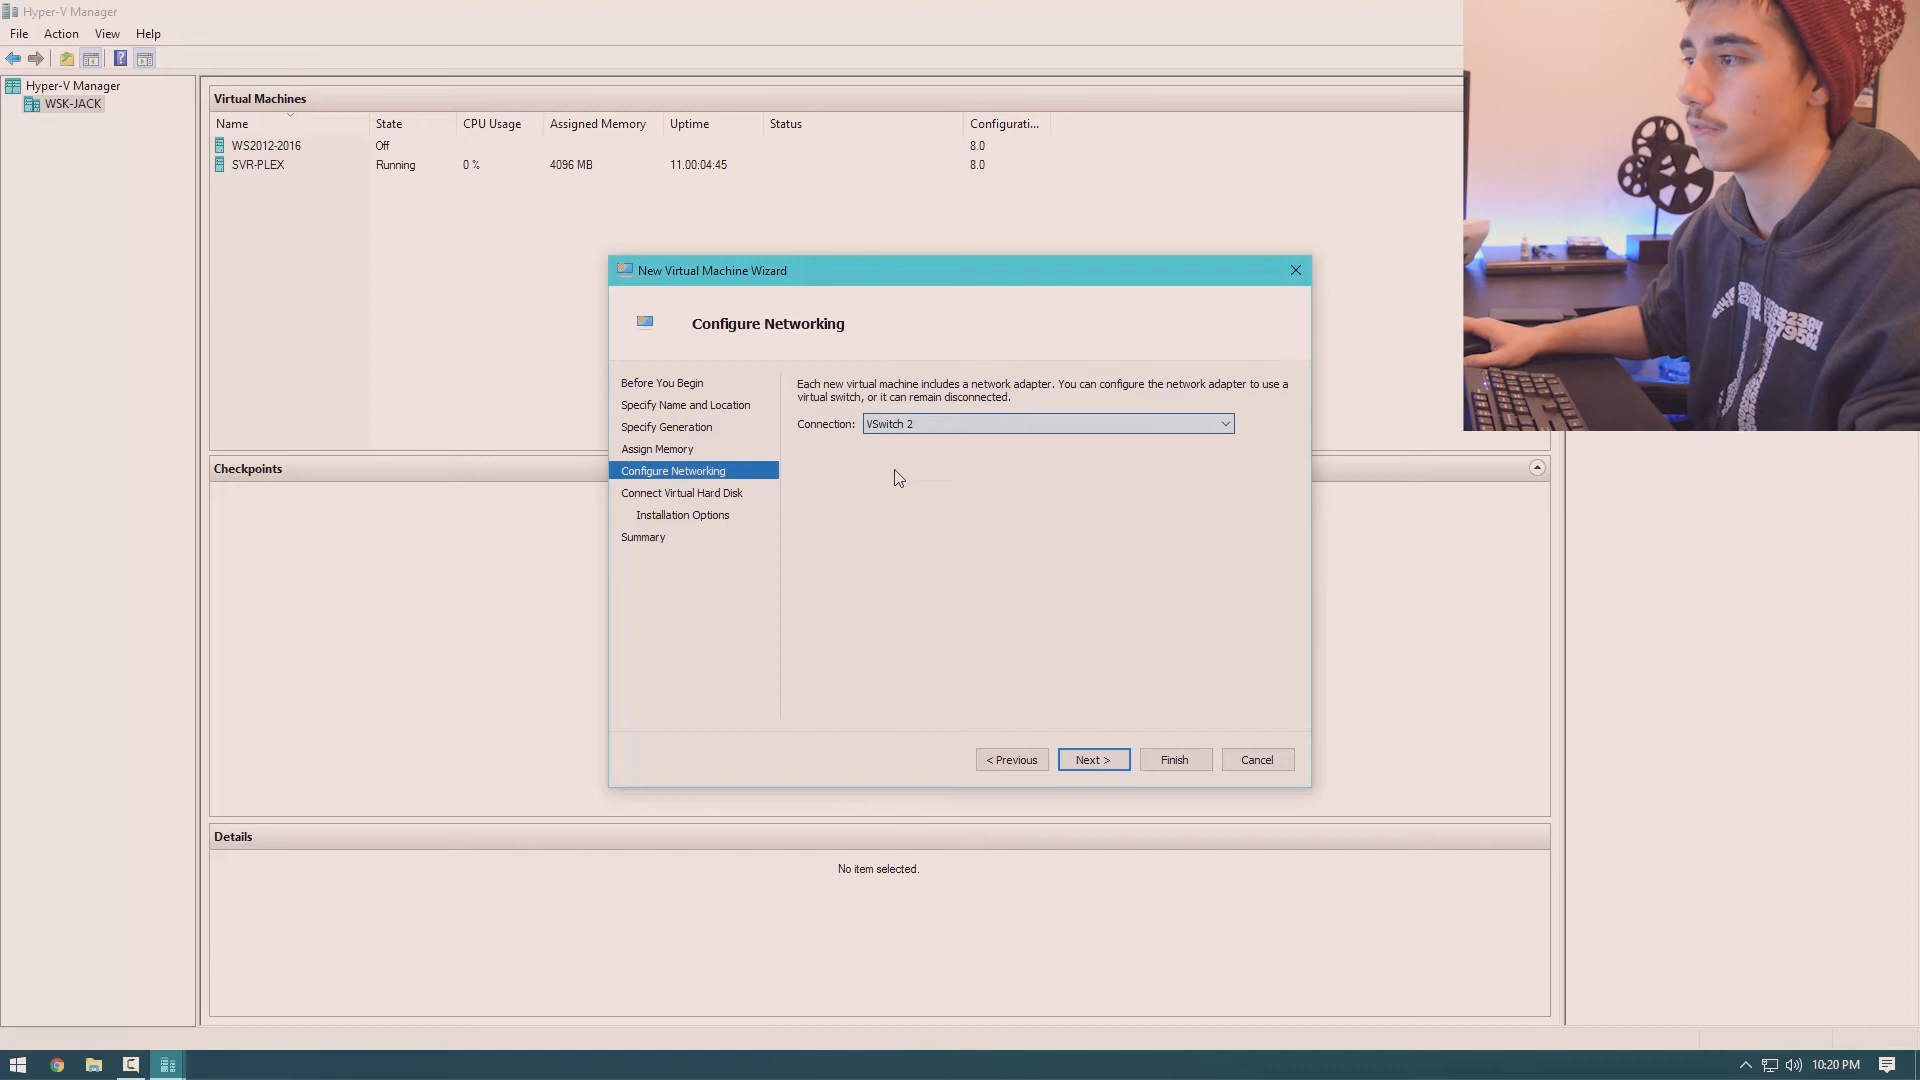 Hyper-V Manager
File Action View Help
Hyper-V Manager
WSK-JACK
Virtual Machines
Name State CPU Usage Assigned Memory Uptime Status Configurati...
WS2012-2016 Off 8.0
SVR-PLEX Running 0 % 4096 MB 11.00:04:45 8.0
New Virtual Machine Wizard
Configure Networking
Before You Begin
Specify Name and Location
Specify Generation
Assign Memory
Configure Networking
Connect Virtual Hard Disk
Installation Options
Summary
Each new virtual machine includes a network adapter. You can configure the network adapter to use a
virtual switch, or it can remain disconnected.
Connection: VSwitch 2
< Previous Next > Finish Cancel
Checkpoints
Details
No item selected.
10:20 PM